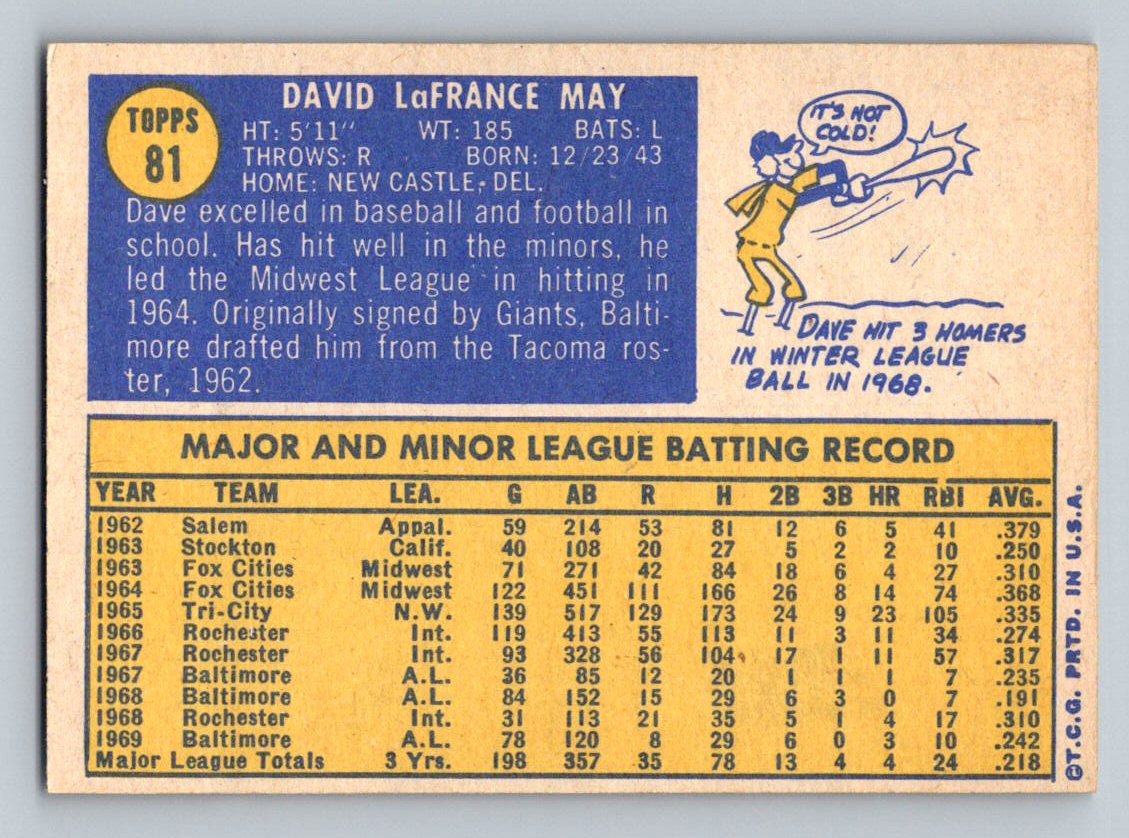 TOPPS
81
DAVID LaFRANCE MAY
HT: 5'11" WT: 185 BATS: L
THROWS: R BORN: 12/23/43
HOME: NEW CASTLE, DEL.
Dave excelled in baseball and football in
school. Has hit well in the minors, he
led the Midwest League in hitting in
1964. Originally signed by Giants, Balti-
more drafted him from the Tacoma ros-
ter, 1962.
IT'S NOT
COLD!
DAVE HIT 3 HOMERS
IN WINTER LEAGUE
BALL IN 1968.
MAJOR AND MINOR LEAGUE BATTING RECORD
YEAR TEAM LEA. G AB R H 2B 3B HR RBI AVG.
1962 Salem Appal. 59 214 53 81 12 6 5 41 .379
1963 Stockton Calif. 40 108 20 27 5 2 2 10 .250
1963 Fox Cities Midwest 71 271 42 84 18 6 4 27 .310
1964 Fox Cities Midwest 122 451 111 166 26 8 14 74 .368
1965 Tri-City N.W. 139 517 129 173 24 9 23 105 .335
1966 Rochester Int. 119 413 55 113 11 3 11 34 .274
1967 Rochester Int. 93 328 56 104 17 1 11 57 .317
1967 Baltimore A.L. 36 85 12 20 1 1 1 7 .235
1968 Baltimore A.L. 84 152 15 29 6 3 0 7 .191
1968 Rochester Int. 31 113 21 35 5 1 4 17 .310
1969 Baltimore A.L. 78 120 8 29 6 0 3 10 .242
Major League Totals 3 Yrs. 198 357 35 78 13 4 4 24 .218
©T.C.G. PRTD. IN U.S.A.